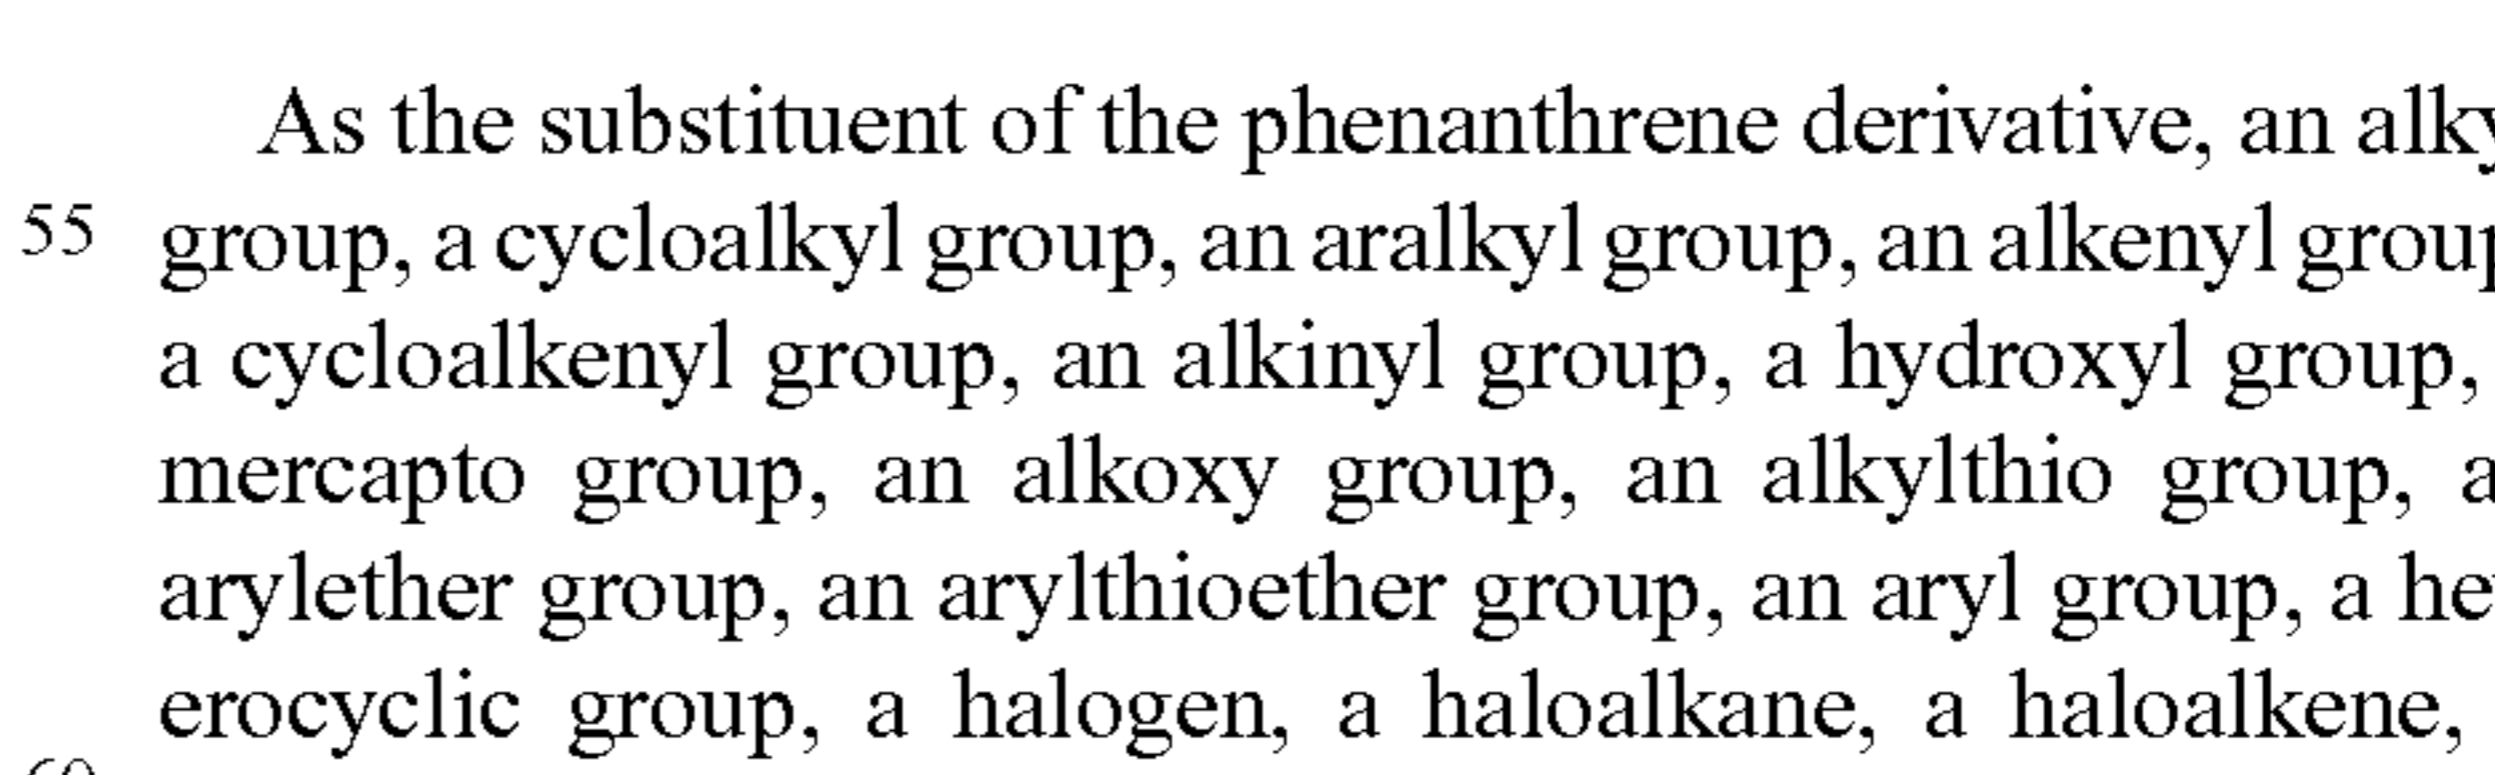 As the substituent of the phenanthrene derivative, an alky
55 group, a cycloalkyl group, an aralkyl group, an alkenyl group
a cycloalkenyl group, an alkinyl group, a hydroxyl group,
mercapto group, an alkoxy group, an alkylthio group, a
arylether group, an arylthioether group, an aryl group, a he
erocyclic group, a halogen, a haloalkane, a haloalkene,